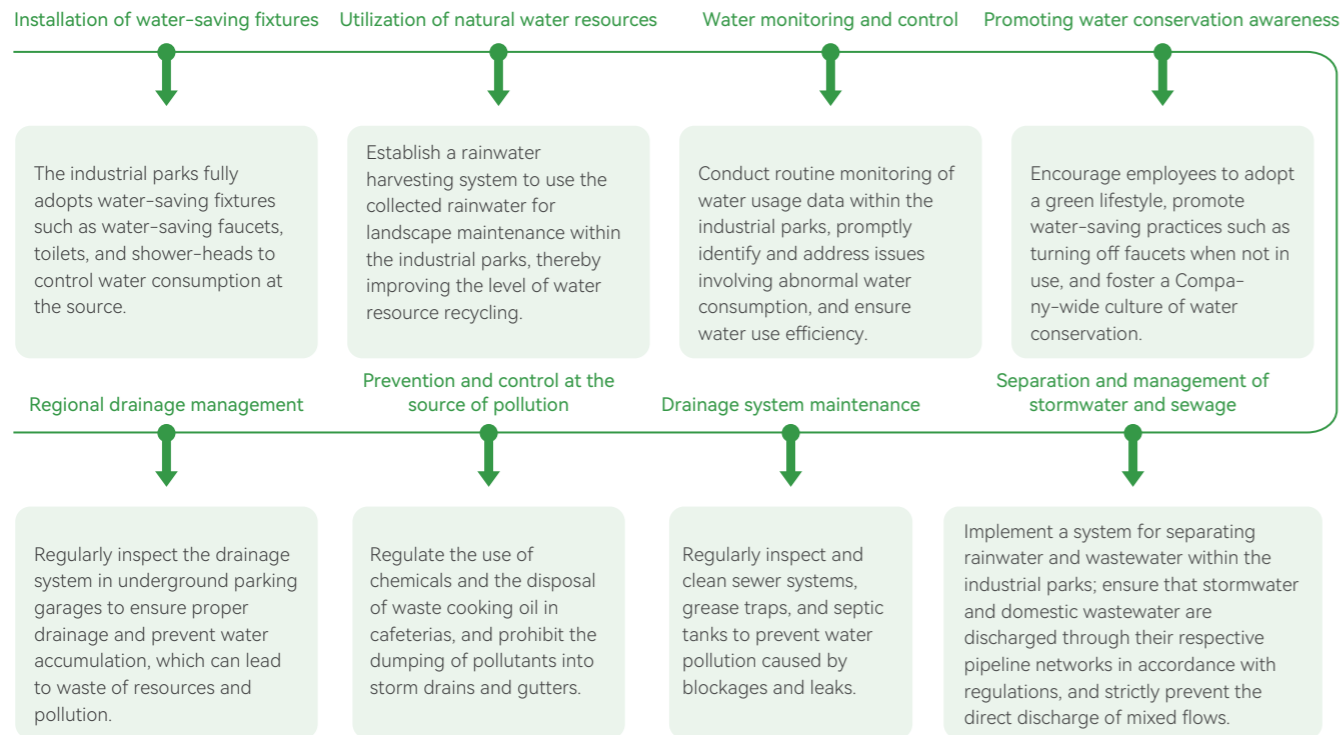 Installation of water-saving fixtures
The industrial parks fully
adopts water-saving fixtures
such as water-saving faucets,
toilets, and shower-heads to
control water consumption at
the source.
Utilization of natural water resources
Establish a rainwater
harvesting system to use the
collected rainwater for
landscape maintenance within
the industrial parks, thereby
improving the level of water
resource recycling.
Water monitoring and control
Conduct routine monitoring of
water usage data within the
industrial parks, promptly
identify and address issues
involving abnormal water
consumption, and ensure
water use efficiency.
Promoting water conservation awareness
Encourage employees to adopt
a green lifestyle, promote
water-saving practices such as
turning off faucets when not in
use, and foster a Compa-
ny-wide culture of water
conservation.
Separation and management of
stormwater and sewage
Implement a system for separating
rainwater and wastewater within the
industrial parks; ensure that stormwater
and domestic wastewater are
discharged through their respective
pipeline networks in accordance with
regulations, and strictly prevent the
direct discharge of mixed flows.
Drainage system maintenance
Regularly inspect and
clean sewer systems,
grease traps, and septic
tanks to prevent water
pollution caused by
blockages and leaks.
Prevention and control at the
source of pollution
Regulate the use of
chemicals and the disposal
of waste cooking oil in
cafeterias, and prohibit the
dumping of pollutants into
storm drains and gutters.
Regional drainage management
Regularly inspect the drainage
system in underground parking
garages to ensure proper
drainage and prevent water
accumulation, which can lead
to waste of resources and
pollution.